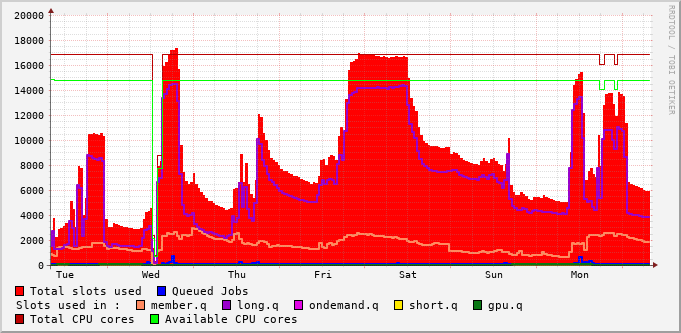 20000
18000
16000
14000
12000
10000
8000
6000
4000
2000
0
Tue Wed Thu Fri Sat Sun Mon
RRDTOOL / TOBI OETIKER
Total slots used Queued Jobs
Slots used in : member.q long.q ondemand.q short.q gpu.q
Total CPU cores Available CPU cores